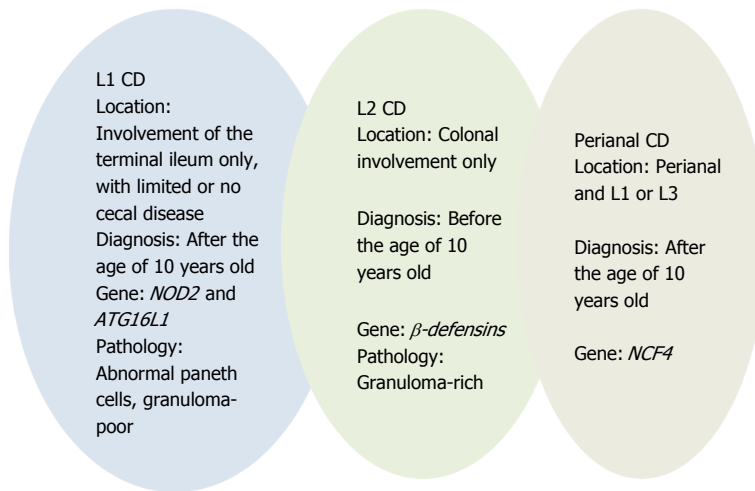 L1 CD
Location:
Involvement of the
terminal ileum only,
with limited or no
cecal disease
Diagnosis: After the
age of 10 years old
Gene: NOD2 and
ATG16L1
Pathology:
Abnormal paneth
cells, granuloma-
poor
L2 CD
Location: Colonal
involvement only
Diagnosis: Before
the age of 10
years old
Gene: β-defensins
Pathology:
Granuloma-rich
Perianal CD
Location: Perianal
and L1 or L3
Diagnosis: After
the age of 10
years old
Gene: NCF4